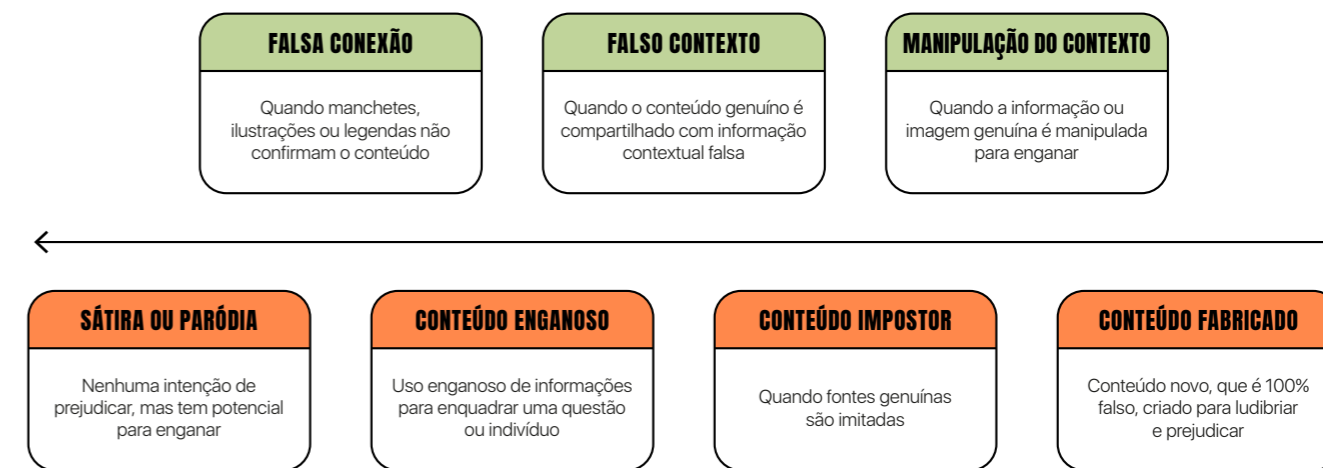 FALSA CONEXÃO
Quando manchetes,
ilustrações ou legendas não
confirmam o conteúdo
FALSO CONTEXTO
Quando o conteúdo genuíno é
compartilhado com informação
contextual falsa
MANIPULAÇÃO DO CONTEXTO
Quando a informação ou
imagem genuína é manipulada
para enganar
SÁTIRA OU PARÓDIA
Nenhuma intenção de
prejudicar, mas tem potencial
para enganar
CONTEÚDO ENGANOSO
Uso enganoso de informações
para enquadrar uma questão
ou indivíduo
CONTEÚDO IMPOSTOR
Quando fontes genuínas
são imitadas
CONTEÚDO FABRICADO
Conteúdo novo, que é 100%
falso, criado para ludibriar
e prejudicar